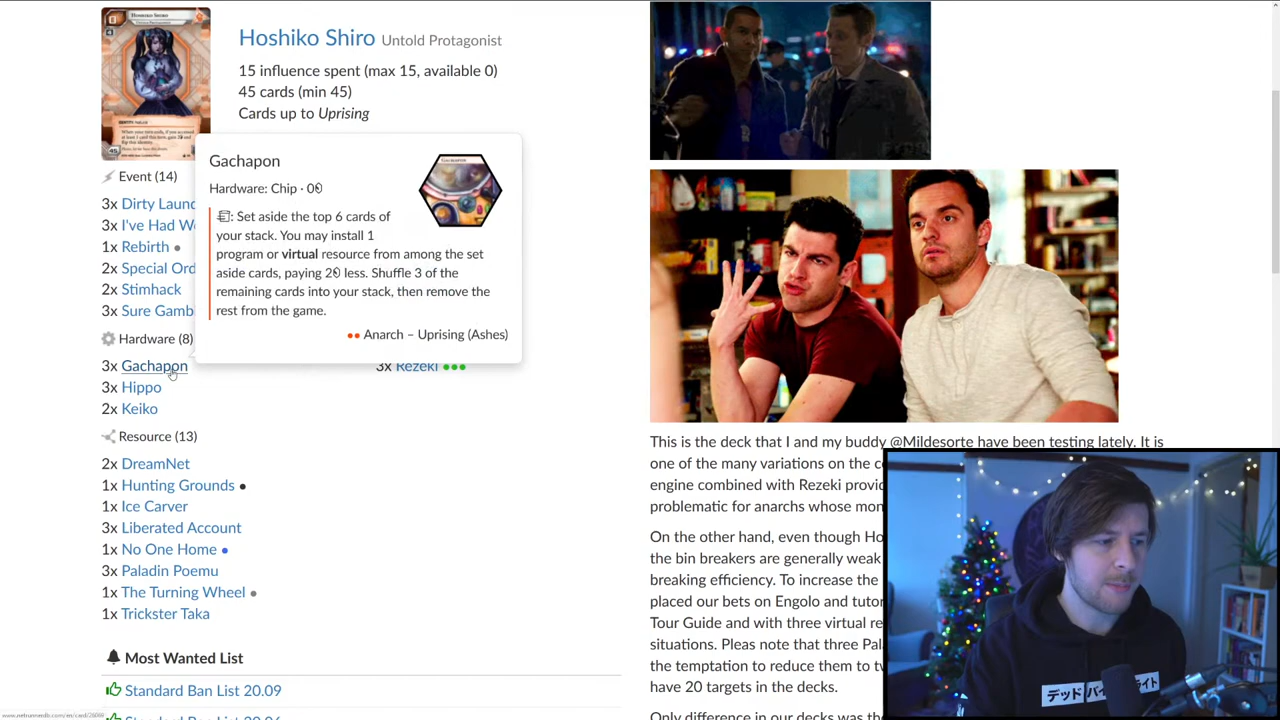 Hoshiko Shiro Untold Protagonist
15 influence spent (max 15, available 0)
45 cards (min 45)
Cards up to Uprising
Event (14)
3x Dirty Laund
3x I've Had W
1x Rebirth
2x Special Ord
2x Stimhack
3x Sure Gamb
Hardware (8)
3x Gachapon
3x Hippo
2x Keiko
Resource (13)
2x DreamNet
1x Hunting Grounds
1x Ice Carver
3x Liberated Account
1x No One Home
3x Paladin Poemu
1x The Turning Wheel
1x Trickster Taka
Most Wanted List
Standard Ban List 20.09
Gachapon
Hardware: Chip · 0
: Set aside the top 6 cards of
your stack. You may install 1
program or virtual resource from among the set
aside cards, paying 2 less. Shuffle 3 of the
remaining cards into your stack, then remove the
rest from the game.
Anarch – Uprising (Ashes)
3x Rezeki
This is the deck that I and my buddy @Mildesorte have been testing lately. It is
one of the many variations on the c
engine combined with Rezeki provid
problematic for anarchs whose mon
On the other hand, even though Ho
the bin breakers are generally weak
breaking efficiency. To increase the
placed our bets on Engolo and tutor
Tour Guide and with three virtual re
situations. Pleas note that three Pal
the temptation to reduce them to tw
have 20 targets in the decks.
Only difference in our decks was the